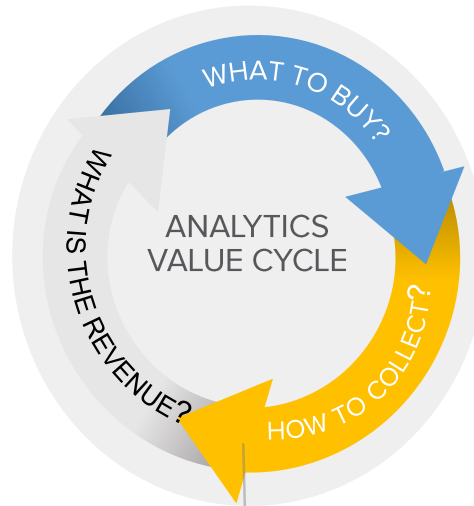 WHAT TO BUY?
ANALYTICS
VALUE CYCLE
HOW TO COLLECT?
WHAT IS THE REVENUE?